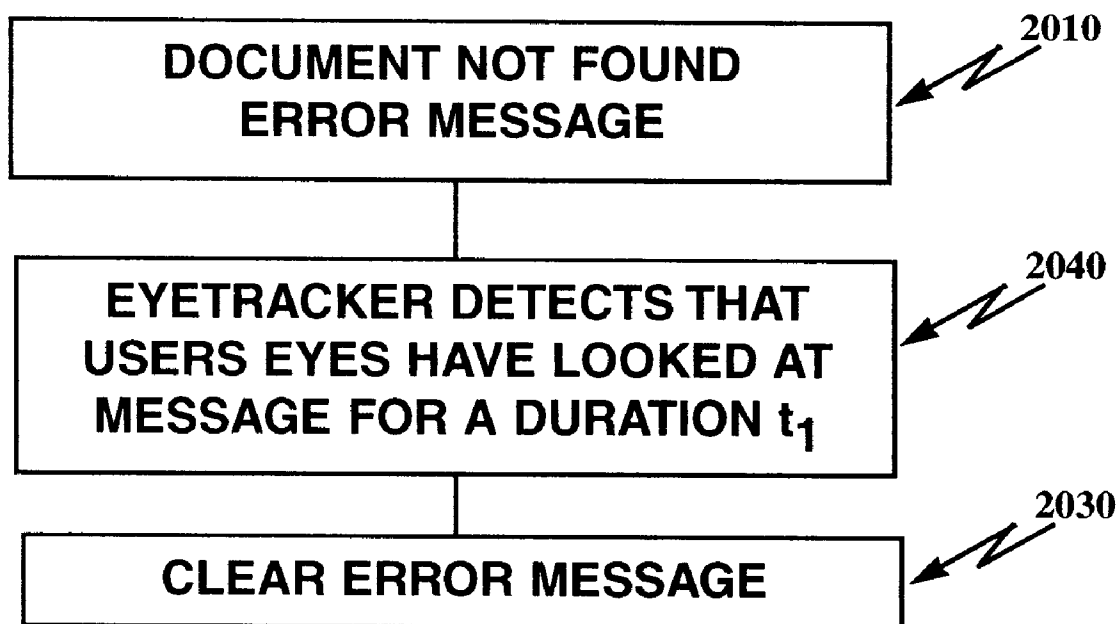 2010
DOCUMENT NOT FOUND
ERROR MESSAGE
2040
EYETRACKER DETECTS THAT
USERS EYES HAVE LOOKED AT
MESSAGE FOR A DURATION t₁
2030
CLEAR ERROR MESSAGE